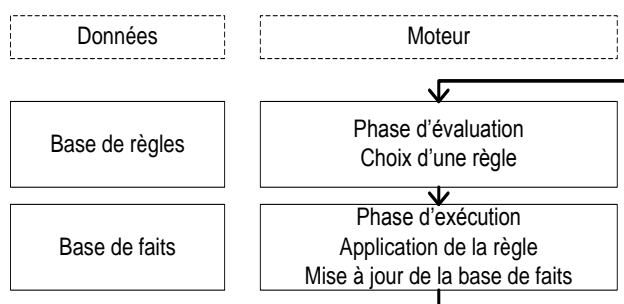 Données
Moteur
Base de règles
Phase d'évaluation
Choix d'une règle
Base de faits
Phase d'exécution
Application de la règle
Mise à jour de la base de faits